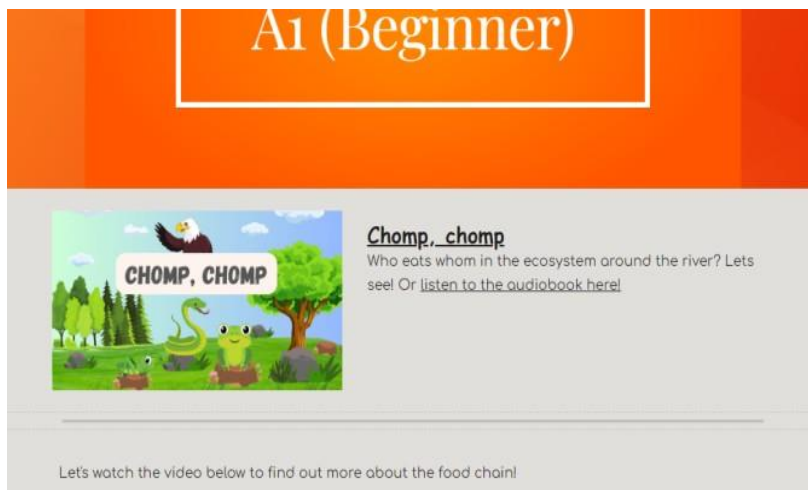 A1 (Beginner)
CHOMP, CHOMP
Chomp, chomp
Who eats whom in the ecosystem around the river? Lets
see! Or listen to the audiobook here!
Let's watch the video below to find out more about the food chain!